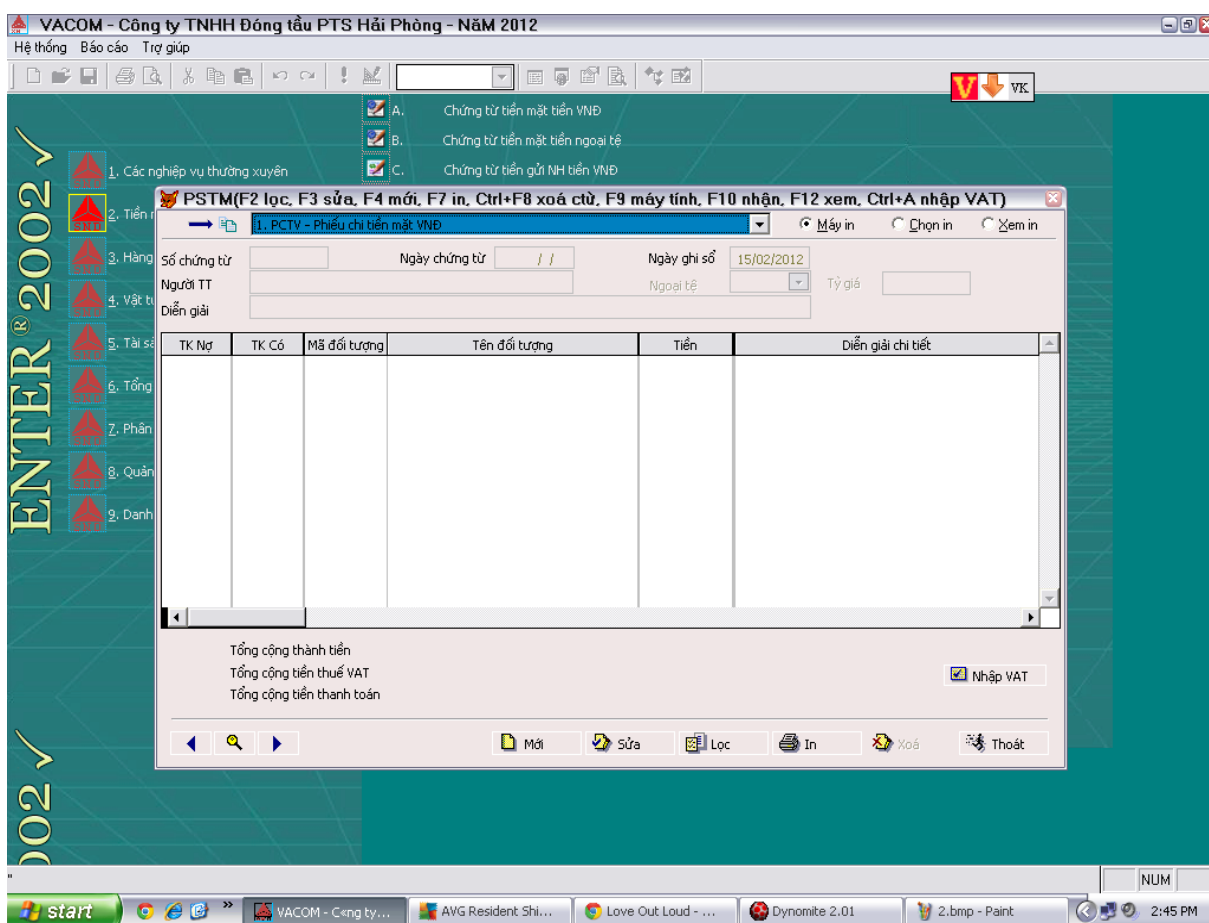 VACOM - Công ty TNHH Đóng tầu PTS Hải Phòng - NăM 2012
Hệ thống Báo cáo Trợ giúp
VK
A. Chứng từ tiền mặt tiền VNĐ
B. Chứng từ tiền mặt tiền ngoại tệ
C. Chứng từ tiền gửi NH tiền VNĐ
1. Các nghiệp vụ thường xuyên
2. Tiền
3. Hàng
4. Vật
5. Tài
6. Tổng
7. Phân
8. Quản
9. Danh
ENTER ® 2002
PSTM(F2 lọc, F3 sửa, F4 mới, F7 in, Ctrl+F8 xoá ctừ, F9 máy tính, F10 nhận, F12 xem, Ctrl+A nhập VAT)
1. PCTV - Phiếu chi tiền mặt VNĐ Máy in Chọn in Xem in
Số chứng từ Ngày chứng từ / / Ngày ghi sổ 15/02/2012
Người TT Ngoại tệ Tỷ giá
Diễn giải
TK Nợ TK Có Mã đối tượng Tên đối tượng Tiền Diễn giải chi tiết
Tổng cộng thành tiền
Tổng cộng tiền thuế VAT
Tổng cộng tiền thanh toán
Nhập VAT
Mới Sửa Lọc In Xoá Thoát
002
" NUM
start » VACOM - C«ng ty... AVG Resident Shi... Love Out Loud - ... Dynomite 2.01 2.bmp - Paint 2:45 PM